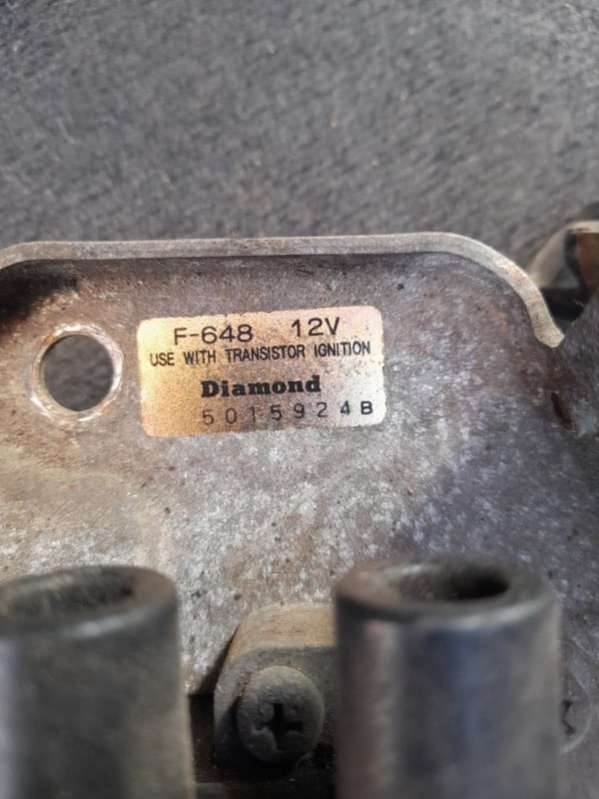 F-648 12V
USE WITH TRANSISTOR IGNITION
Diamond
5015924B